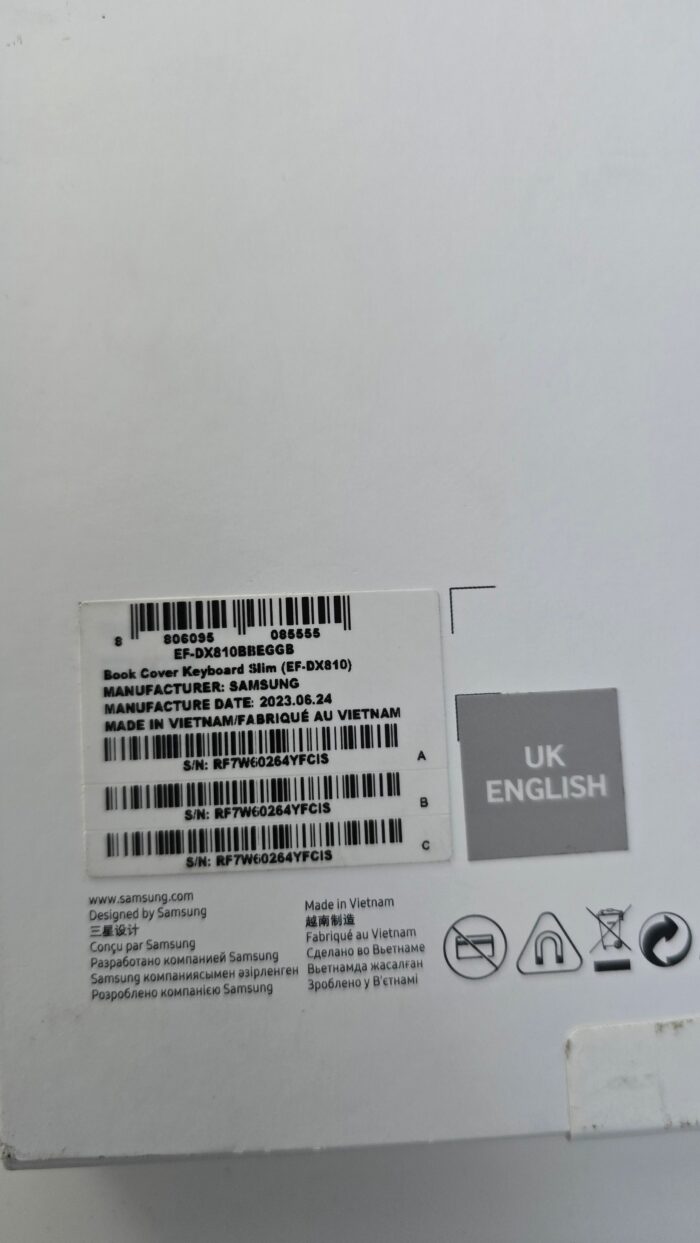 8 806095 085555
EF-DX810BBEGGB
Book Cover Keyboard Slim (EF-DX810)
MANUFACTURER: SAMSUNG
MANUFACTURE DATE: 2023.06.24
MADE IN VIETNAM/FABRIQUÉ AU VIETNAM
S/N: RF7W60264YFCIS
A
S/N: RF7W60264YFCIS
B
S/N: RF7W60264YFCIS
C
UK
ENGLISH
www.samsung.com
Designed by Samsung
三星设计
Conçu par Samsung
Разработано компанией Samsung
Samsung компаниясымен әзірленген
Розроблено компанією Samsung
Made in Vietnam
越南制造
Fabriqué au Vietnam
Сделано во Вьетнаме
Вьетнамда жасалған
Зроблено у В'єтнамі